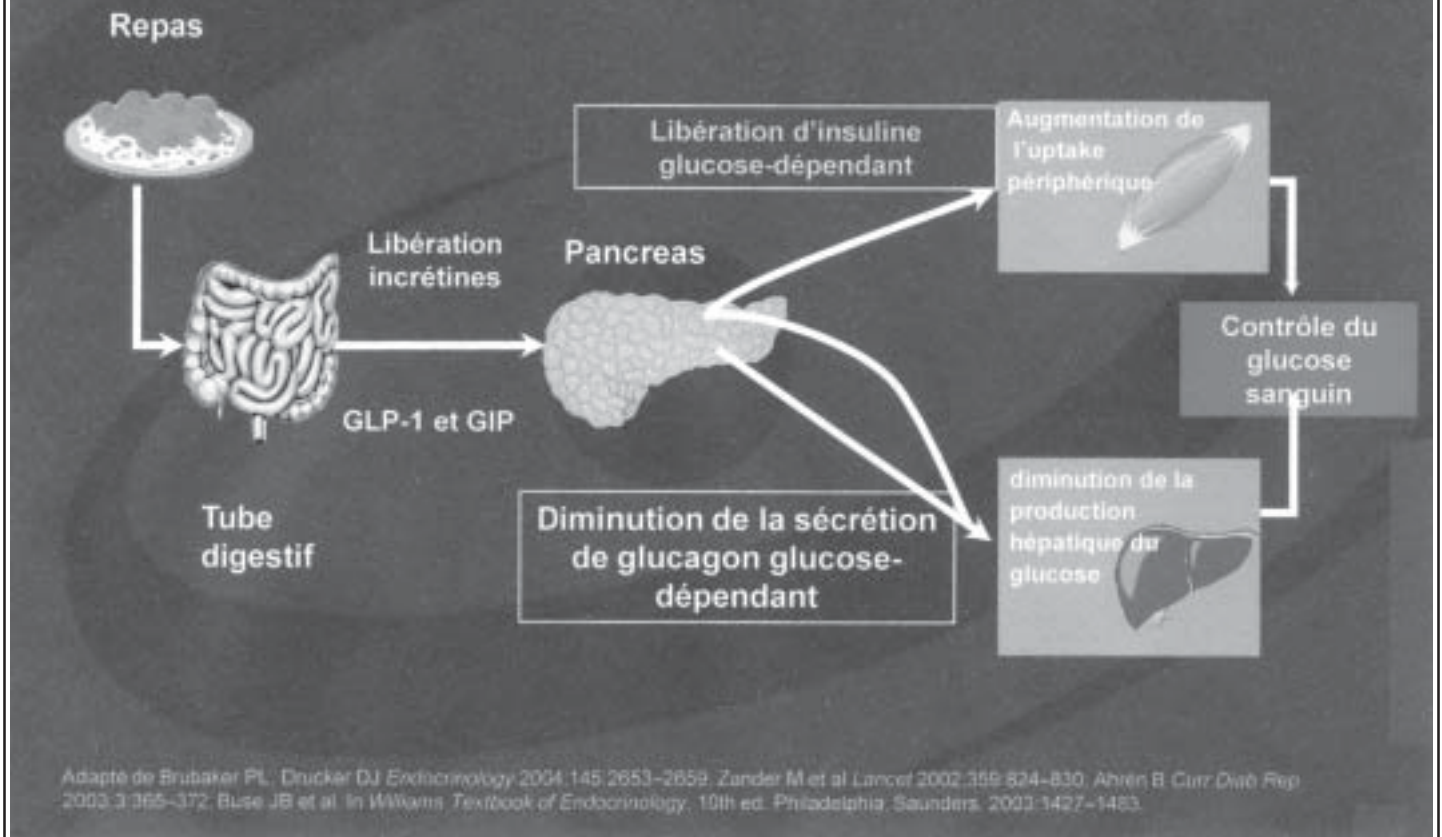 Repas
Libération d'insuline
glucose-dépendant
Augmentation de
l'uptake
périphérique
Libération
incrétines
Pancreas
Contrôle du
glucose
sanguin
GLP-1 et GIP
Tube
digestif
Diminution de la sécrétion
de glucagon glucose-
dépendant
diminution de la
production
hépatique du
glucose
Adapté de Brubaker PL, Drucker DJ Endocrinology 2004;145:2653–2659; Zander M et al Lancet 2002;359:824–830; Ahrén B Curr Diab Rep
2003;3:365–372; Buse JB et al. In Williams Textbook of Endocrinology. 10th ed. Philadelphia, Saunders, 2003:1427–1483.